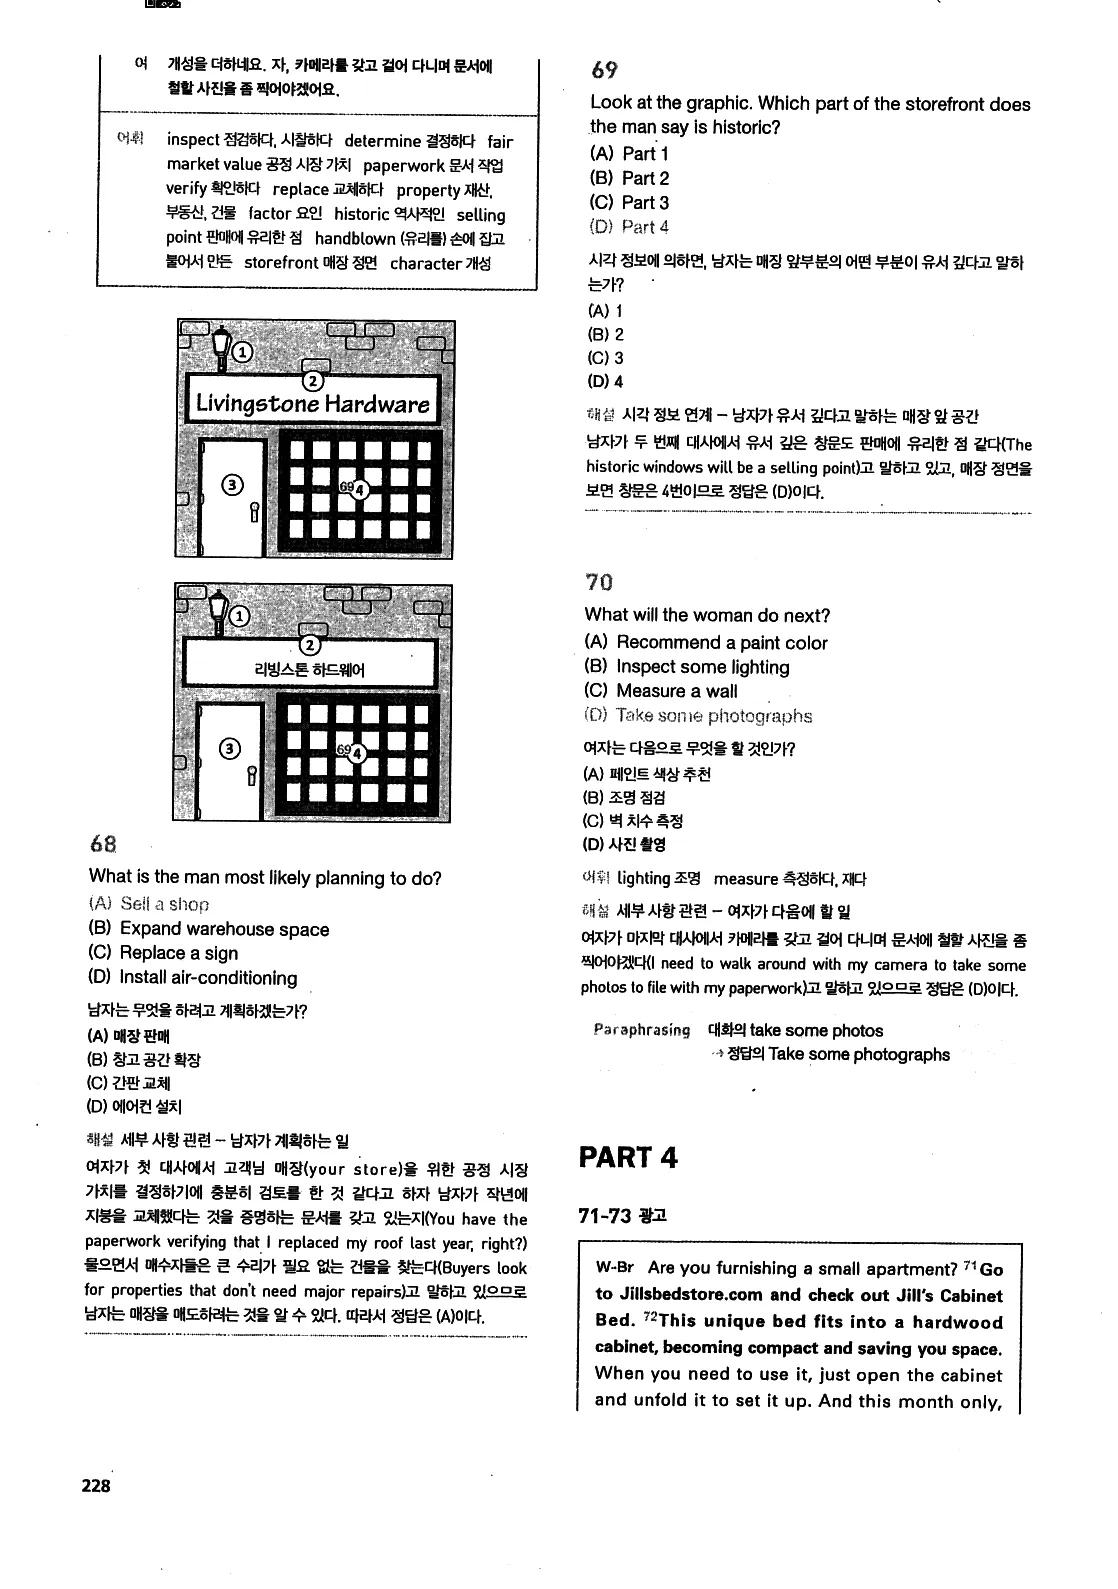 여 개성을 더하네요. 자, 카메라를 갖고 걸어 다니며 문서에
철할 사진을 좀 찍어야겠어요.
어휘 inspect 점검하다, 시찰하다 determine 결정하다 fair
market value 공정 시장 가치 paperwork 문서 작업
verify 확인하다 replace 교체하다 property 재산,
부동산, 건물 factor 요인 historic 역사적인 selling
point 판매에 유리한 점 handblown (유리를) 손에 잡고
불어서 만든 storefront 매장 정면 character 개성
1
2
Livingstone Hardware
3
69 4
1
2
리빙스톤 하드웨어
3
69 4
68
What is the man most likely planning to do?
(A) Sell a shop
(B) Expand warehouse space
(C) Replace a sign
(D) Install air-conditioning
남자는 무엇을 하려고 계획하겠는가?
(A) 매장 판매
(B) 창고 공간 확장
(C) 간판 교체
(D) 에어컨 설치
해설 세부 사항 관련 – 남자가 계획하는 일
여자가 첫 대사에서 고객님 매장(your store)을 위한 공정 시장
가치를 결정하기에 충분히 검토를 한 것 같다고 하자 남자가 작년에
지붕을 교체했다는 것을 증명하는 문서를 갖고 있는지(You have the
paperwork verifying that I replaced my roof last year, right?)
물으면서 매수자들은 큰 수리가 필요 없는 건물을 찾는다(Buyers look
for properties that don't need major repairs)고 말하고 있으므로
남자는 매장을 매도하려는 것을 알 수 있다. 따라서 정답은 (A)이다.
228
69
Look at the graphic. Which part of the storefront does
the man say is historic?
(A) Part 1
(B) Part 2
(C) Part 3
(D) Part 4
시각 정보에 의하면, 남자는 매장 앞부분의 어떤 부분이 유서 깊다고 말하
는가?
(A) 1
(B) 2
(C) 3
(D) 4
해설 시각 정보 연계 – 남자가 유서 깊다고 말하는 매장 앞 공간
남자가 두 번째 대사에서 유서 깊은 창문도 판매에 유리한 점 같다(The
historic windows will be a selling point)고 말하고 있고, 매장 정면을
보면 창문은 4번이므로 정답은 (D)이다.
70
What will the woman do next?
(A) Recommend a paint color
(B) Inspect some lighting
(C) Measure a wall
(D) Take some photographs
여자는 다음으로 무엇을 할 것인가?
(A) 페인트 색상 추천
(B) 조명 점검
(C) 벽 치수 측정
(D) 사진 촬영
어휘 lighting 조명 measure 측정하다, 재다
해설 세부 사항 관련 – 여자가 다음에 할 일
여자가 마지막 대사에서 카메라를 갖고 걸어 다니며 문서에 철할 사진을 좀
찍어야겠다(I need to walk around with my camera to take some
photos to file with my paperwork)고 말하고 있으므로 정답은 (D)이다.
Paraphrasing 대화의 take some photos
→ 정답의 Take some photographs
PART 4
71-73 광고
W-Br Are you furnishing a small apartment? 71 Go
to Jillsbedstore.com and check out Jill's Cabinet
Bed. 72 This unique bed fits into a hardwood
cabinet, becoming compact and saving you space.
When you need to use it, just open the cabinet
and unfold it to set it up. And this month only,